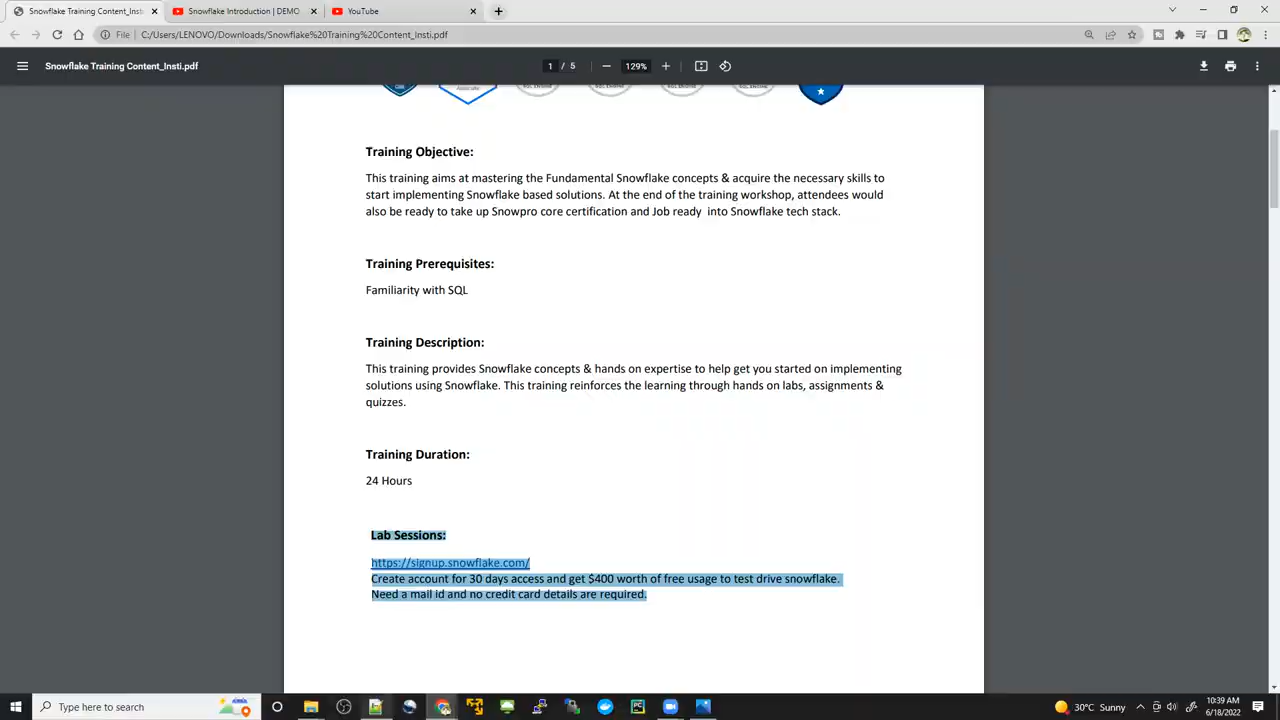 Snowflake Training Content_Inst
Snowflake Introduction | DEMO
YouTube
File
C:/Users/LENOVO/Downloads/Snowflake%20Training%20Content_Insti.pdf
Snowflake Training Content_Insti.pdf
1 / 5
129%
Training Objective:
This training aims at mastering the Fundamental Snowflake concepts & acquire the necessary skills to
start implementing Snowflake based solutions. At the end of the training workshop, attendees would
also be ready to take up Snowpro core certification and Job ready into Snowflake tech stack.
Training Prerequisites:
Familiarity with SQL
Training Description:
This training provides Snowflake concepts & hands on expertise to help get you started on implementing
solutions using Snowflake. This training reinforces the learning through hands on labs, assignments &
quizzes.
Training Duration:
24 Hours
Lab Sessions:
https://signup.snowflake.com/
Create account for 30 days access and get $400 worth of free usage to test drive snowflake.
Need a mail id and no credit card details are required.
Type here to search
30°C Sunny
10:39 AM
6/18/2022